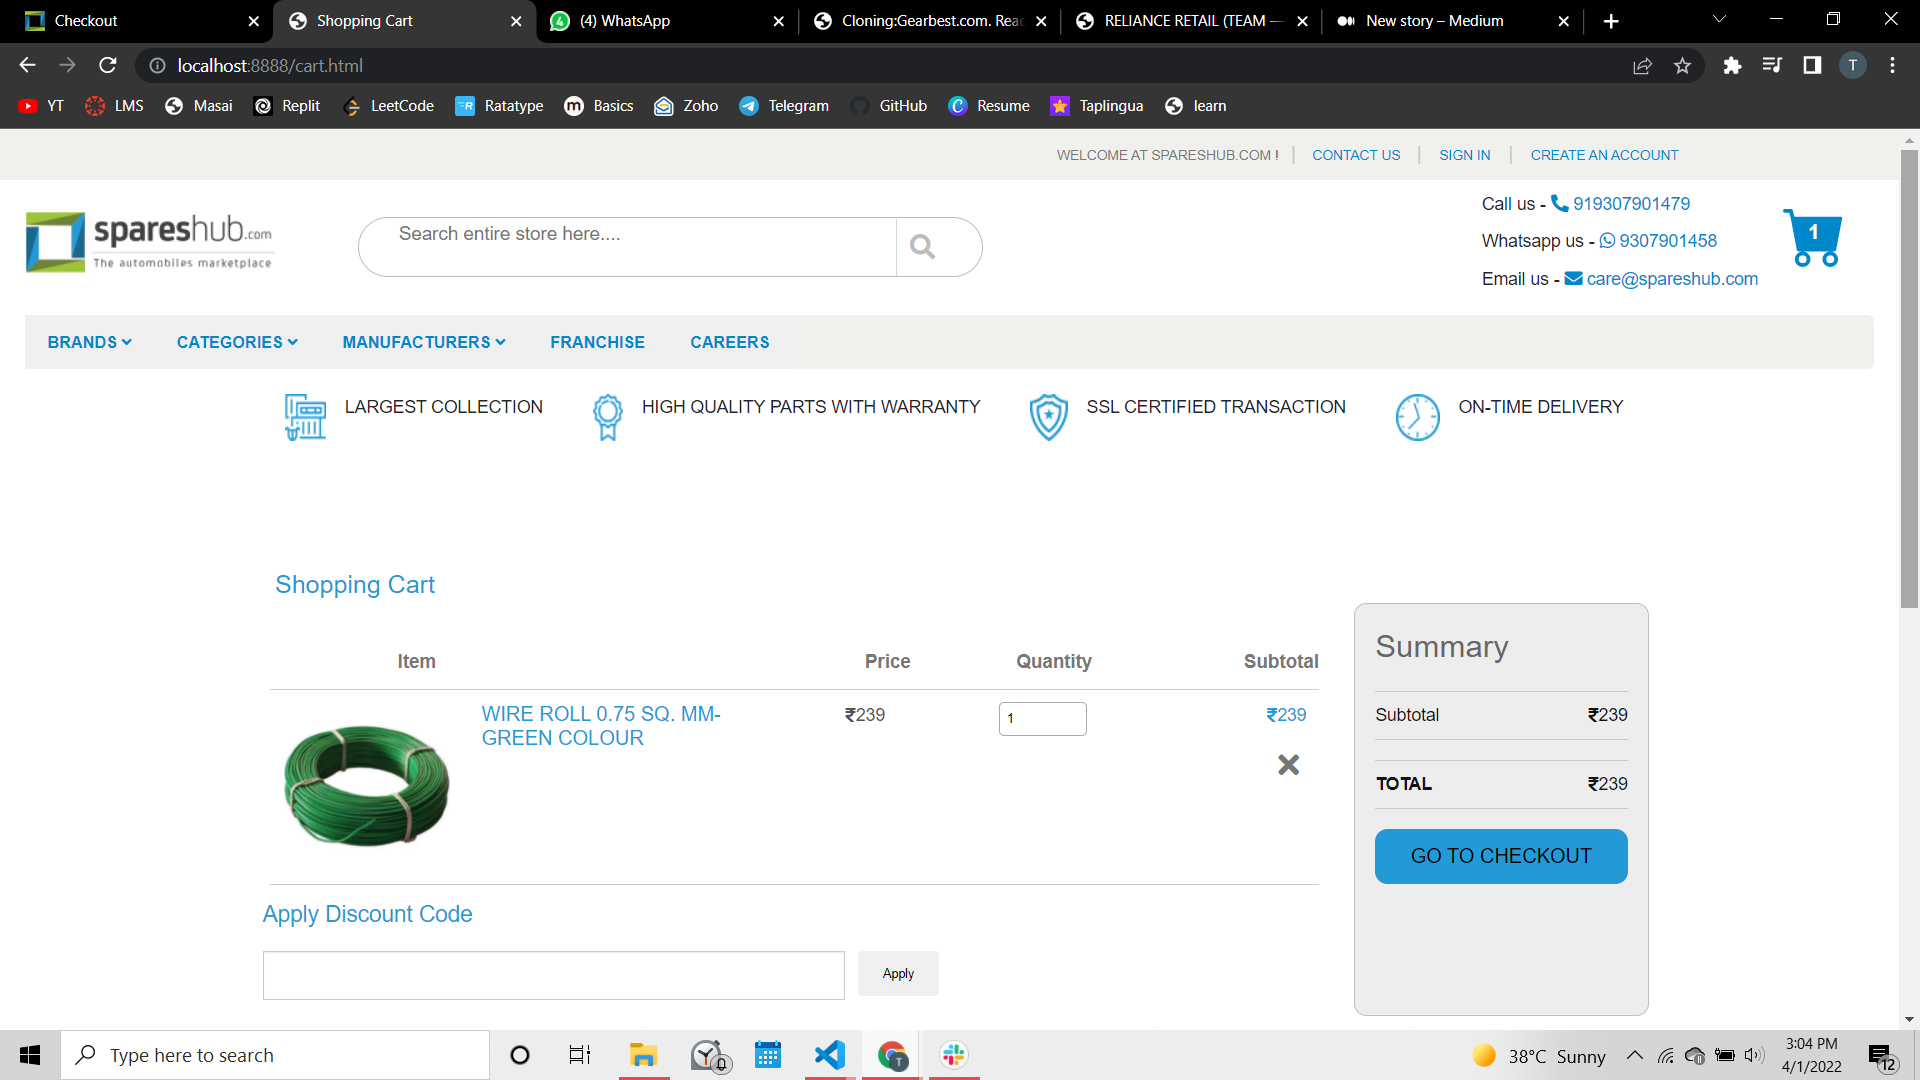 Checkout
Shopping Cart
(4) WhatsApp
Cloning:Gearbest.com. Rea
RELIANCE RETAIL (TEAM —
New story – Medium
localhost:8888/cart.html
T
YT
LMS
Masai
Replit
LeetCode
Ratatype
Basics
Zoho
Telegram
GitHub
Resume
Taplingua
learn
WELCOME AT SPARESHUB.COM !
CONTACT US
SIGN IN
CREATE AN ACCOUNT
spareshub.com
The automobiles marketplace
Search entire store here....
Call us - 919307901479
Whatsapp us - 9307901458
Email us - care@spareshub.com
1
BRANDS
CATEGORIES
MANUFACTURERS
FRANCHISE
CAREERS
LARGEST COLLECTION
HIGH QUALITY PARTS WITH WARRANTY
SSL CERTIFIED TRANSACTION
ON-TIME DELIVERY
Shopping Cart
Item Price Quantity Subtotal
WIRE ROLL 0.75 SQ. MM-
GREEN COLOUR
₹239
1
₹239
Summary
Subtotal ₹239
TOTAL ₹239
GO TO CHECKOUT
Apply Discount Code
Apply
Type here to search
38°C Sunny
3:04 PM
4/1/2022
12